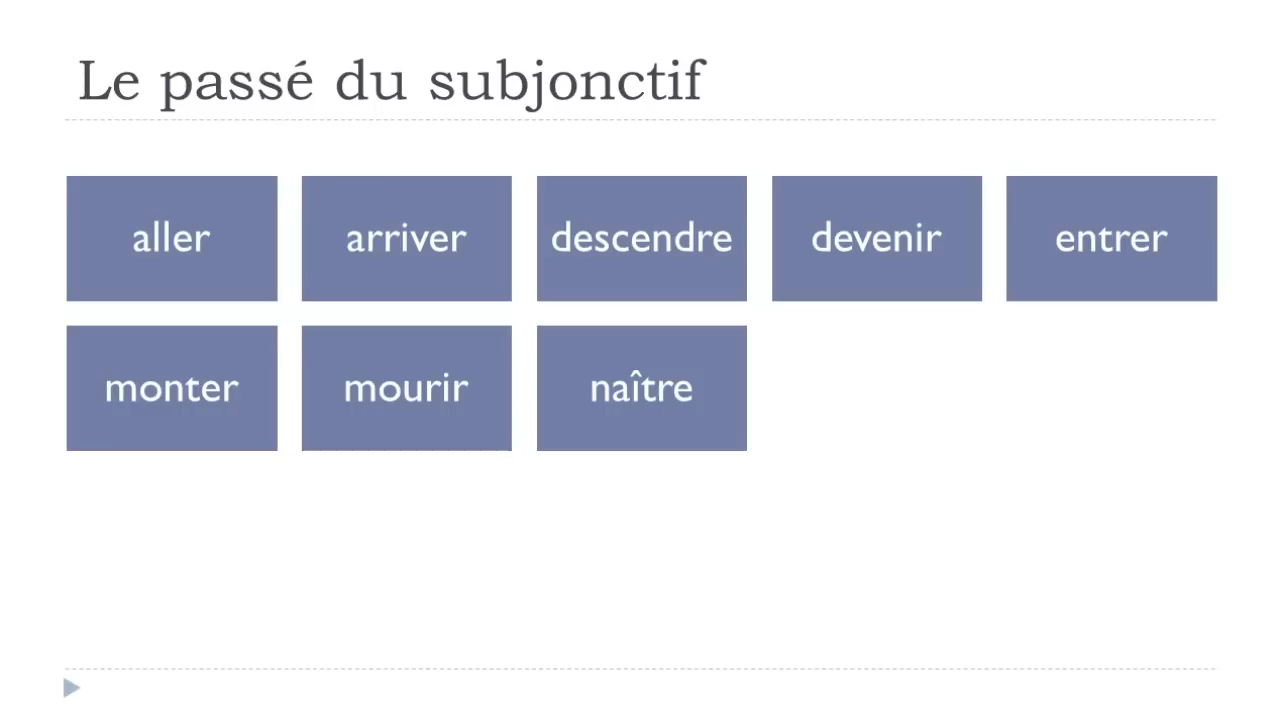 Le passé du subjonctif
aller arriver descendre devenir entrer
monter mourir naître